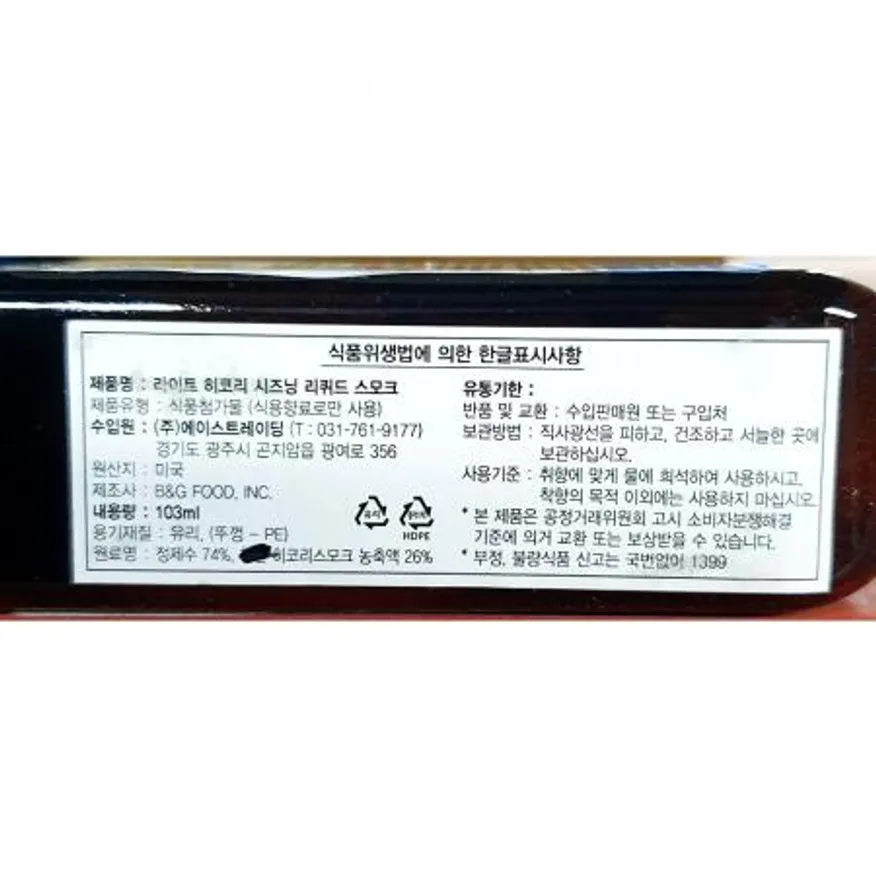 식품위생법에 의한 한글표시사항
제품명 : 라이트 히코리 시즈닝 리퀴드 스모크
제품유형 : 식품첨가물 (식용향료로만 사용)
수입원 : (주)에이스트레이딩 (T : 031-761-9177)
경기도 광주시 곤지암읍 광여로 356
원산지 : 미국
제조사 : B&G FOOD, INC.
내용량 : 103ml
용기재질 : 유리, (뚜껑 - PE)
원료명 : 정제수 74%, 히코리스모크 농축액 26%
유리
HDPE
유통기한 :
반품 및 교환 : 수입판매원 또는 구입처
보관방법 : 직사광선을 피하고, 건조하고 서늘한 곳에
보관하십시오.
사용기준 : 취향에 맞게 물에 희석하여 사용하시고,
착향의 목적 이외에는 사용하지 마십시오.
* 본 제품은 공정거래위원회 고시 소비자분쟁해결
기준에 의거 교환 또는 보상받을 수 있습니다.
* 부정, 불량식품 신고는 국번없이 1399